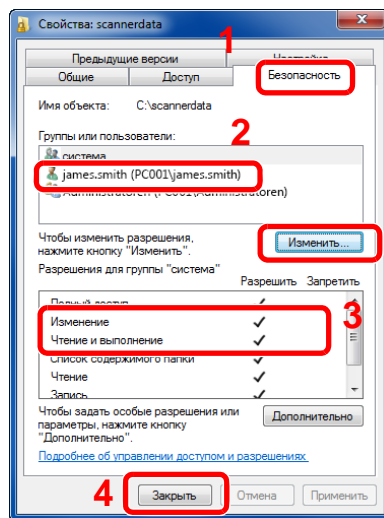 Свойства: scannerdata
1
Предыдущие версии
Настройка
Общие
Доступ
Безопасность
Имя объекта: C:\scannerdata
2
Группы или пользователи:
система
james.smith (PC001\james.smith)
Administratoren (PC001\Administratoren)
Чтобы изменить разрешения,
нажмите кнопку "Изменить".
Изменить...
Разрешения для группы "система"
Разрешить Запретить
3
Полный доступ
Изменение
Чтение и выполнение
Список содержимого папки
Чтение
Запись
Чтобы задать особые разрешения или
параметры, нажмите кнопку
"Дополнительно".
Дополнительно
Подробнее об управлении доступом и разрешениях
4
Закрыть
Отмена
Применить